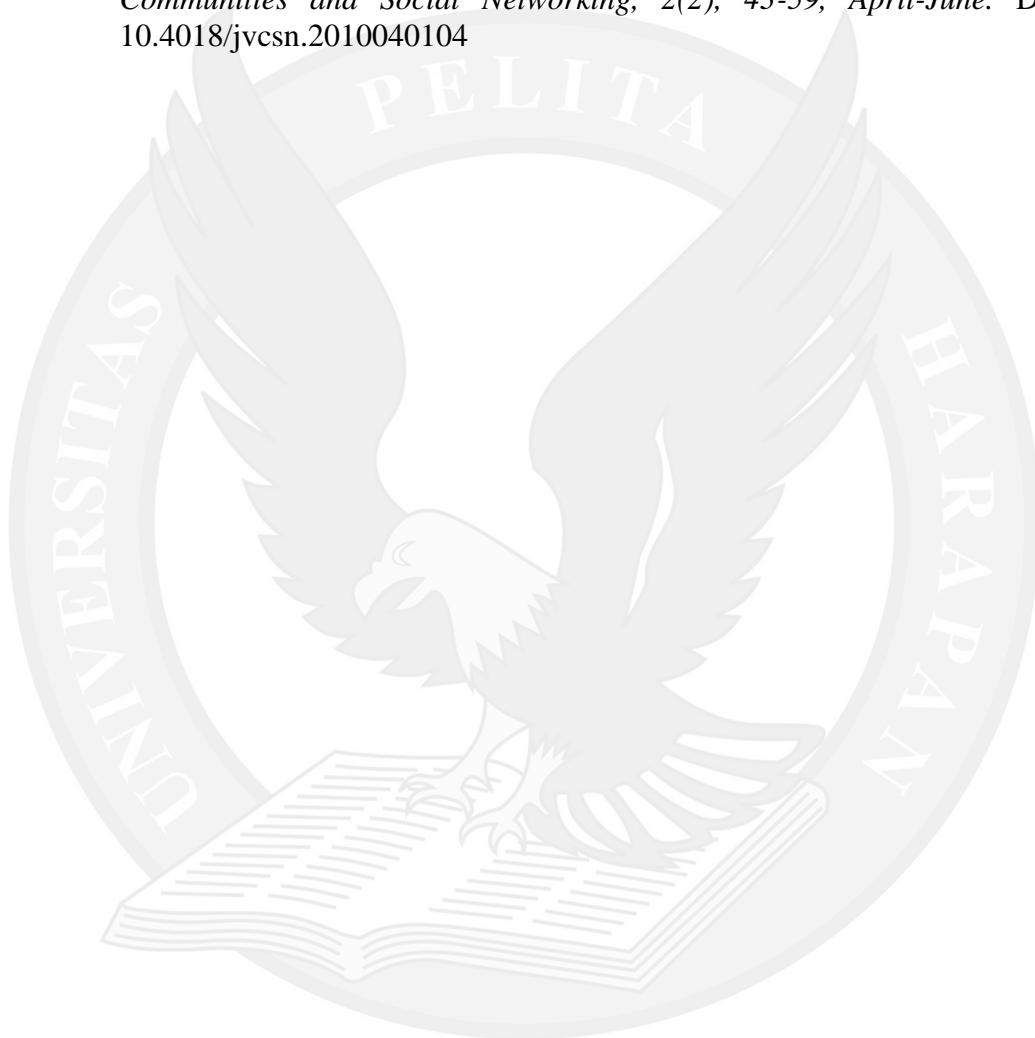 Communities and Social Networking, 2(2), 45-59, April-June. D
10.4018/jvcsn.2010040104
UNIVERSITAS PELITA HARAPAN